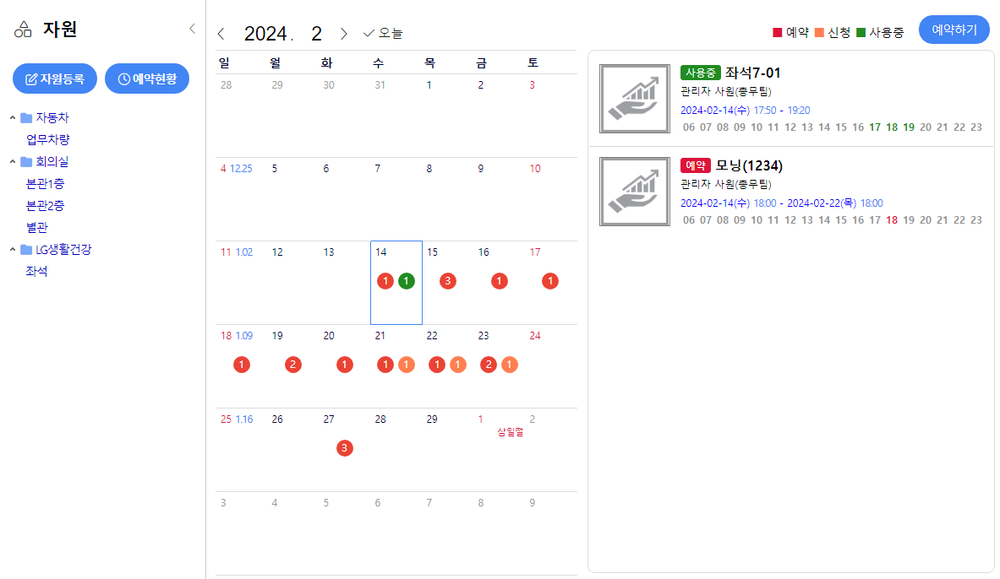 자원
자원등록 예약현황
자동차
업무차량
회의실
본관1층
본관2층
별관
LG생활건강
좌석
2024. 2 오늘
예약 신청 사용중 예약하기
일 월 화 수 목 금 토
28 29 30 31 1 2 3
4 12.25 5 6 7 8 9 10
11 1.02 12 13 14 15 16 17
1 1 3 1 1
18 1.09 19 20 21 22 23 24
1 2 1 1 1 1 1 2 1
25 1.16 26 27 28 29 1 2
삼일절
3
3 4 5 6 7 8 9
사용중 좌석7-01
관리자 사원(총무팀)
2024-02-14(수) 17:50 - 19:20
06 07 08 09 10 11 12 13 14 15 16 17 18 19 20 21 22 23
예약 모닝(1234)
관리자 사원(총무팀)
2024-02-14(수) 18:00 - 2024-02-22(목) 18:00
06 07 08 09 10 11 12 13 14 15 16 17 18 19 20 21 22 23